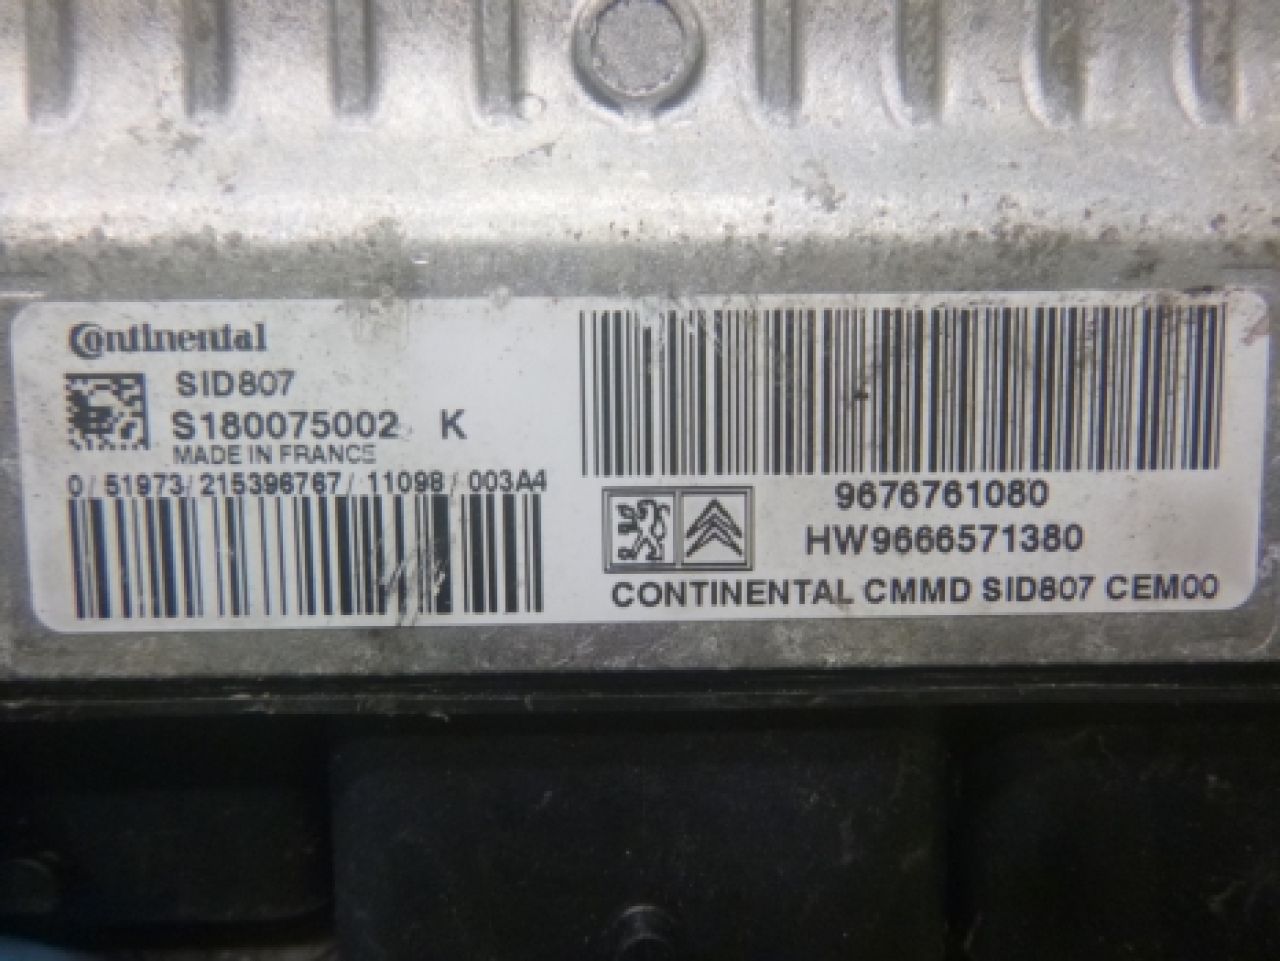 Continental
SID807
S180075002 K
MADE IN FRANCE
0/51973/215396767/11098/003A4
9676761080
HW9666571380
CONTINENTAL CMMD SID807 CEM00